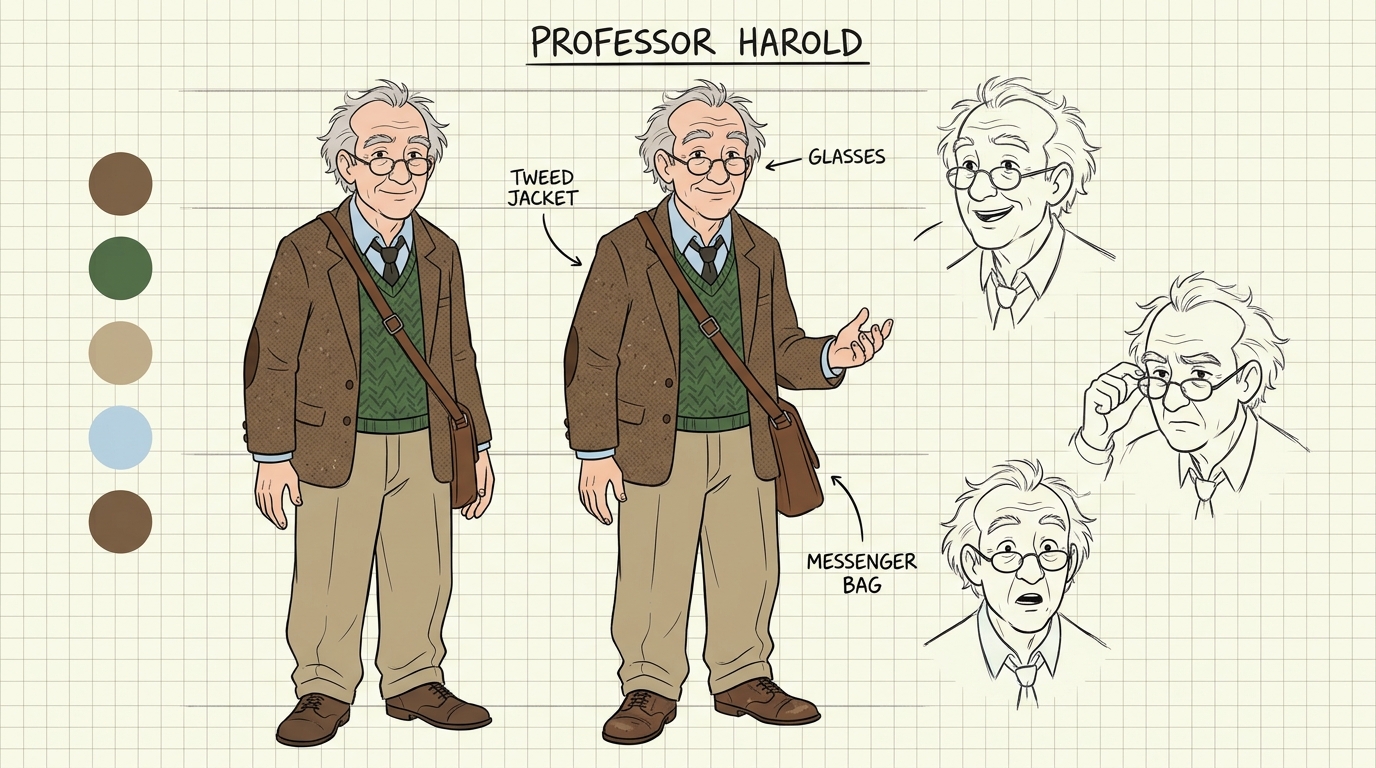 PROFESSOR HAROLD
GLASSES
TWEED
JACKET
MESSENGER
BAG